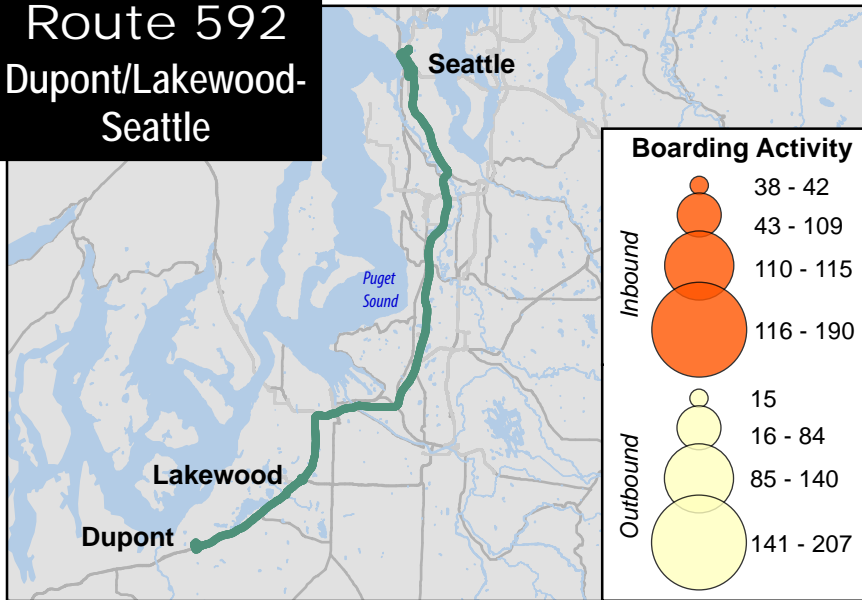 Route 592
Dupont/Lakewood-
Seattle
Seattle
Puget
Sound
Lakewood
Dupont
Boarding Activity
Inbound
38 - 42
43 - 109
110 - 115
116 - 190
Outbound
15
16 - 84
85 - 140
141 - 207